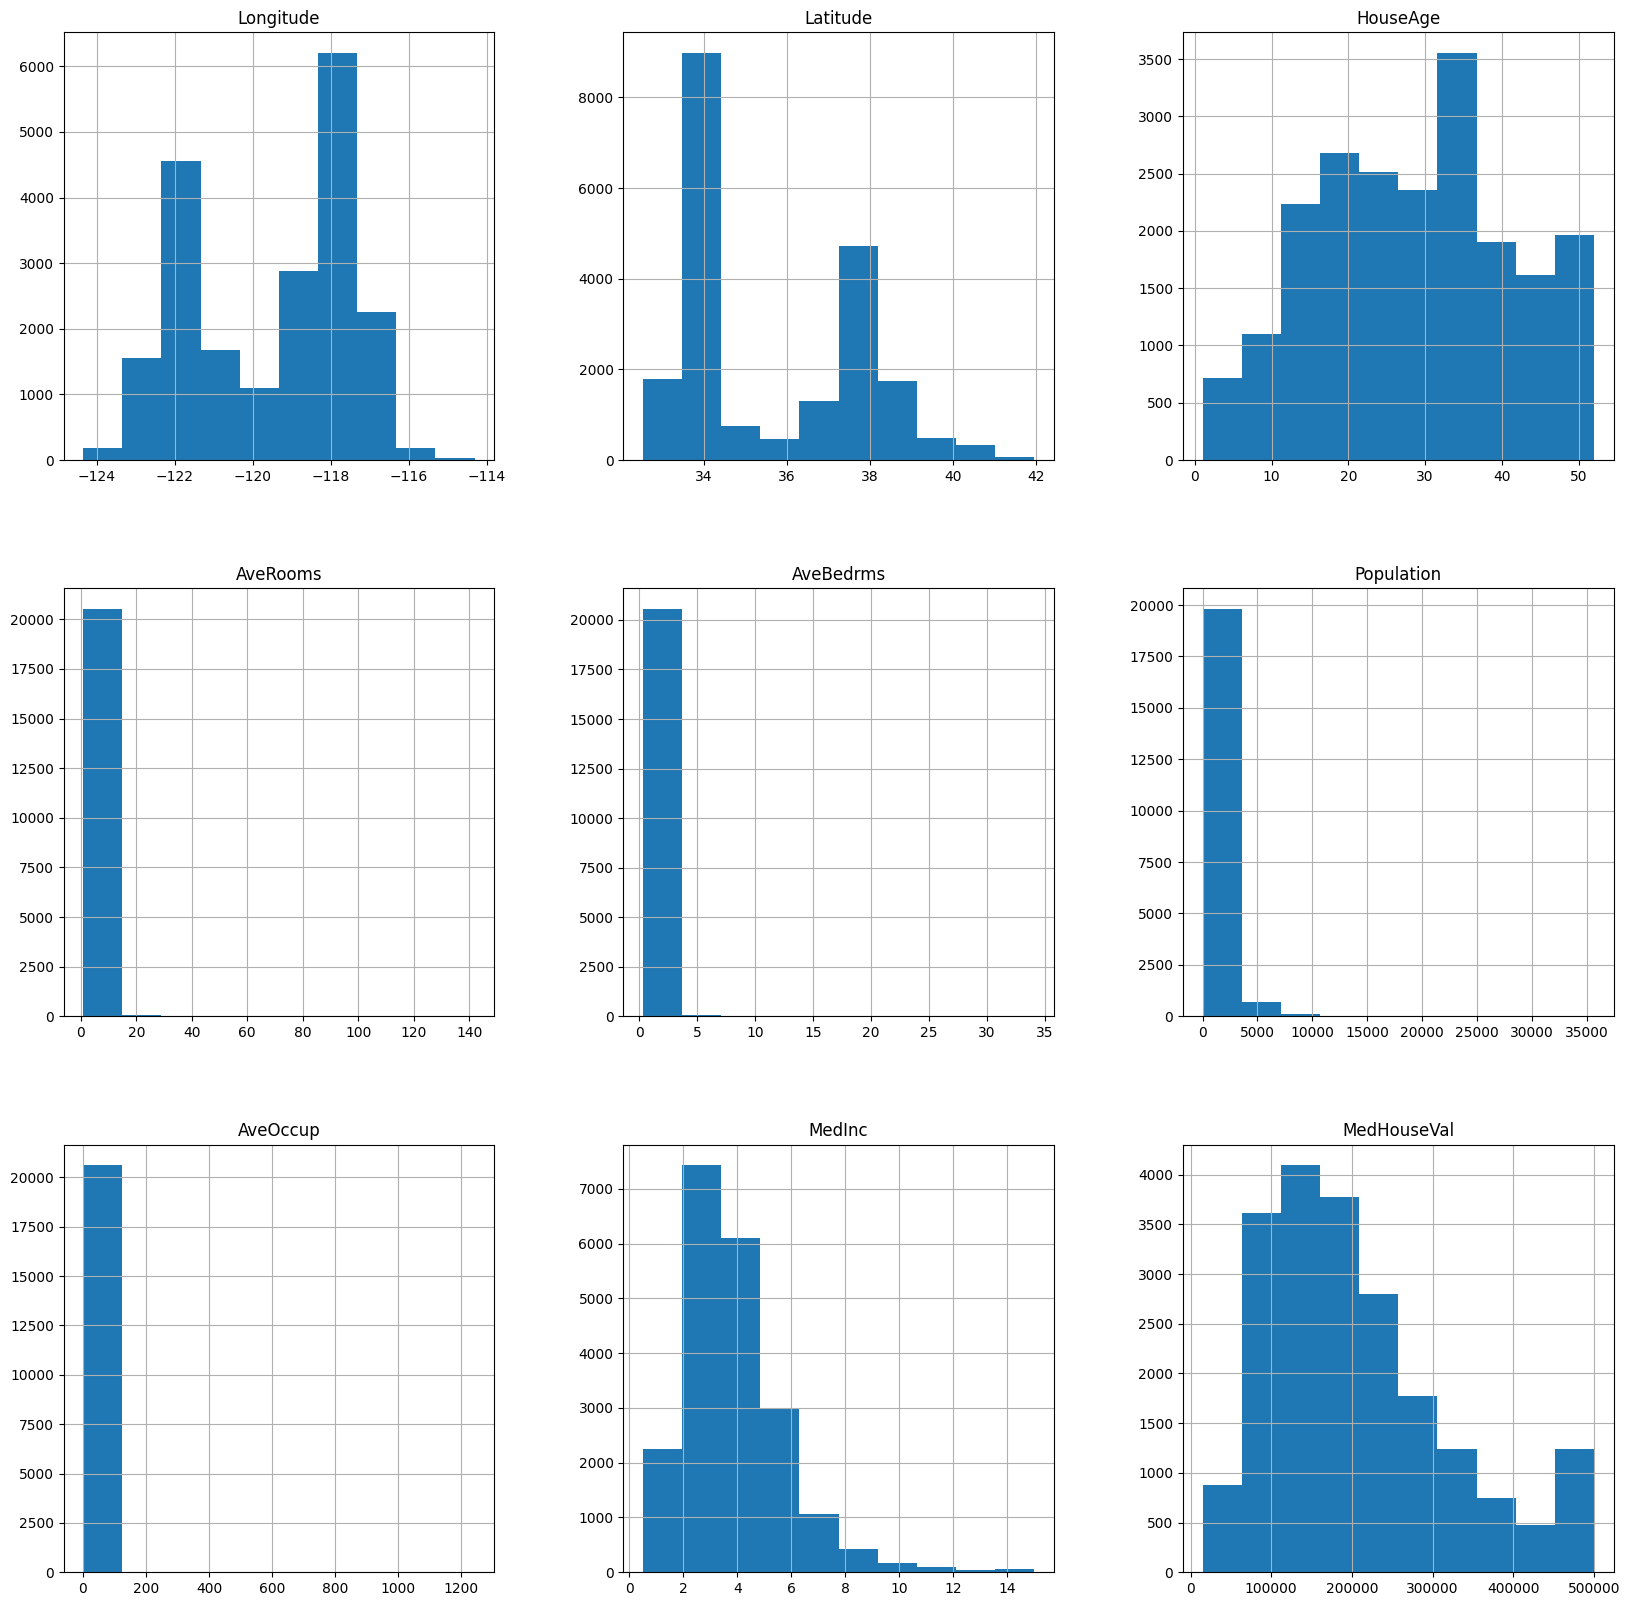 Longitude Latitude HouseAge
6000 8000 3500
5000 3000
4000 6000 2500
3000 4000 2000
2000 1500
1000 2000 1000
500
0 0 0
−124 −122 −120 −118 −116 −114 34 36 38 40 42 0 10 20 30 40 50
AveRooms AveBedrms Population
20000 20000 20000
17500 17500 17500
15000 15000 15000
12500 12500 12500
10000 10000 10000
7500 7500 7500
5000 5000 5000
2500 2500 2500
0 0 0
0 20 40 60 80 100 120 140 0 5 10 15 20 25 30 35 0 5000 10000 15000 20000 25000 30000 35000
AveOccup MedInc MedHouseVal
20000 7000 4000
17500 6000 3500
15000 5000 3000
12500 4000 2500
10000 3000 2000
7500 2000 1500
5000 1000 1000
2500 500
0 0 0
0 200 400 600 800 1000 1200 0 2 4 6 8 10 12 14 0 100000 200000 300000 400000 500000